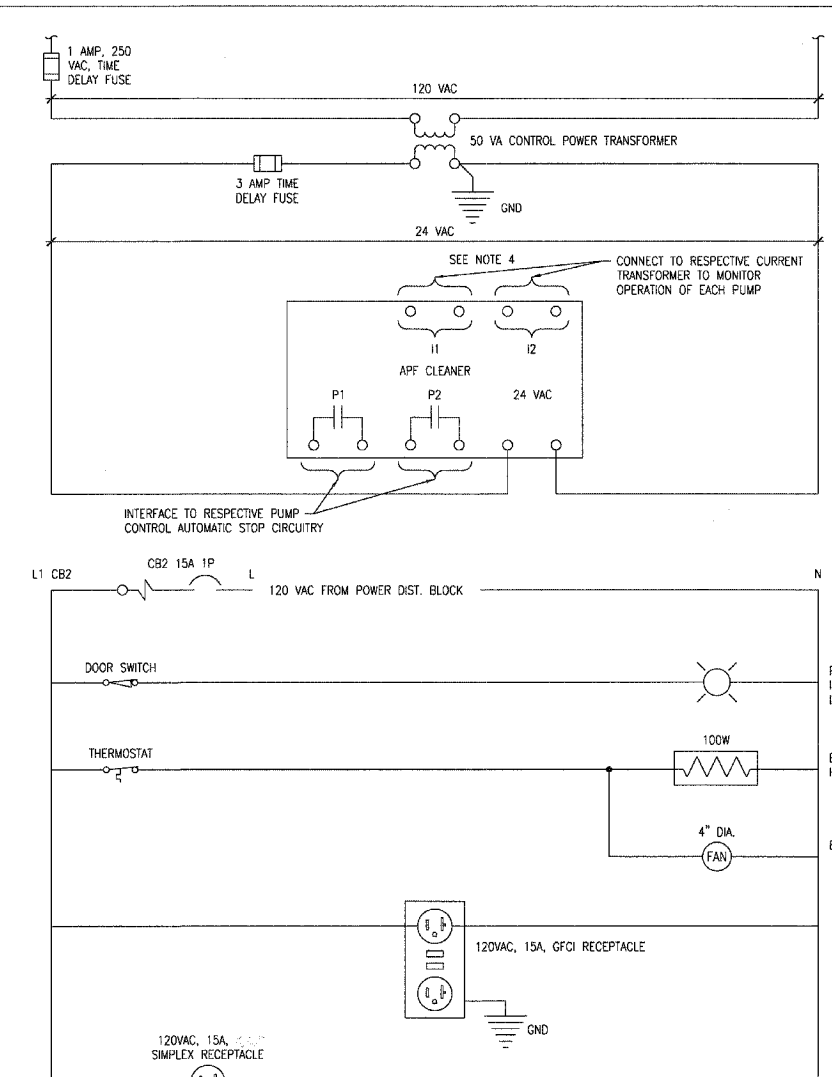 1 AMP, 250
VAC, TIME
DELAY FUSE
120 VAC
50 VA CONTROL POWER TRANSFORMER
3 AMP TIME
DELAY FUSE
GND
24 VAC
SEE NOTE 4
CONNECT TO RESPECTIVE CURRENT
TRANSFORMER TO MONITOR
OPERATION OF EACH PUMP
I1
I2
APF CLEANER
P1
P2
24 VAC
INTERFACE TO RESPECTIVE PUMP
CONTROL AUTOMATIC STOP CIRCUITRY
L1 CB2
CB2 15A 1P
L
120 VAC FROM POWER DIST. BLOCK
N
DOOR SWITCH
THERMOSTAT
100W
4" DIA.
FAN
120VAC, 15A, GFCI RECEPTACLE
GND
120VAC, 15A,
SIMPLEX RECEPTACLE